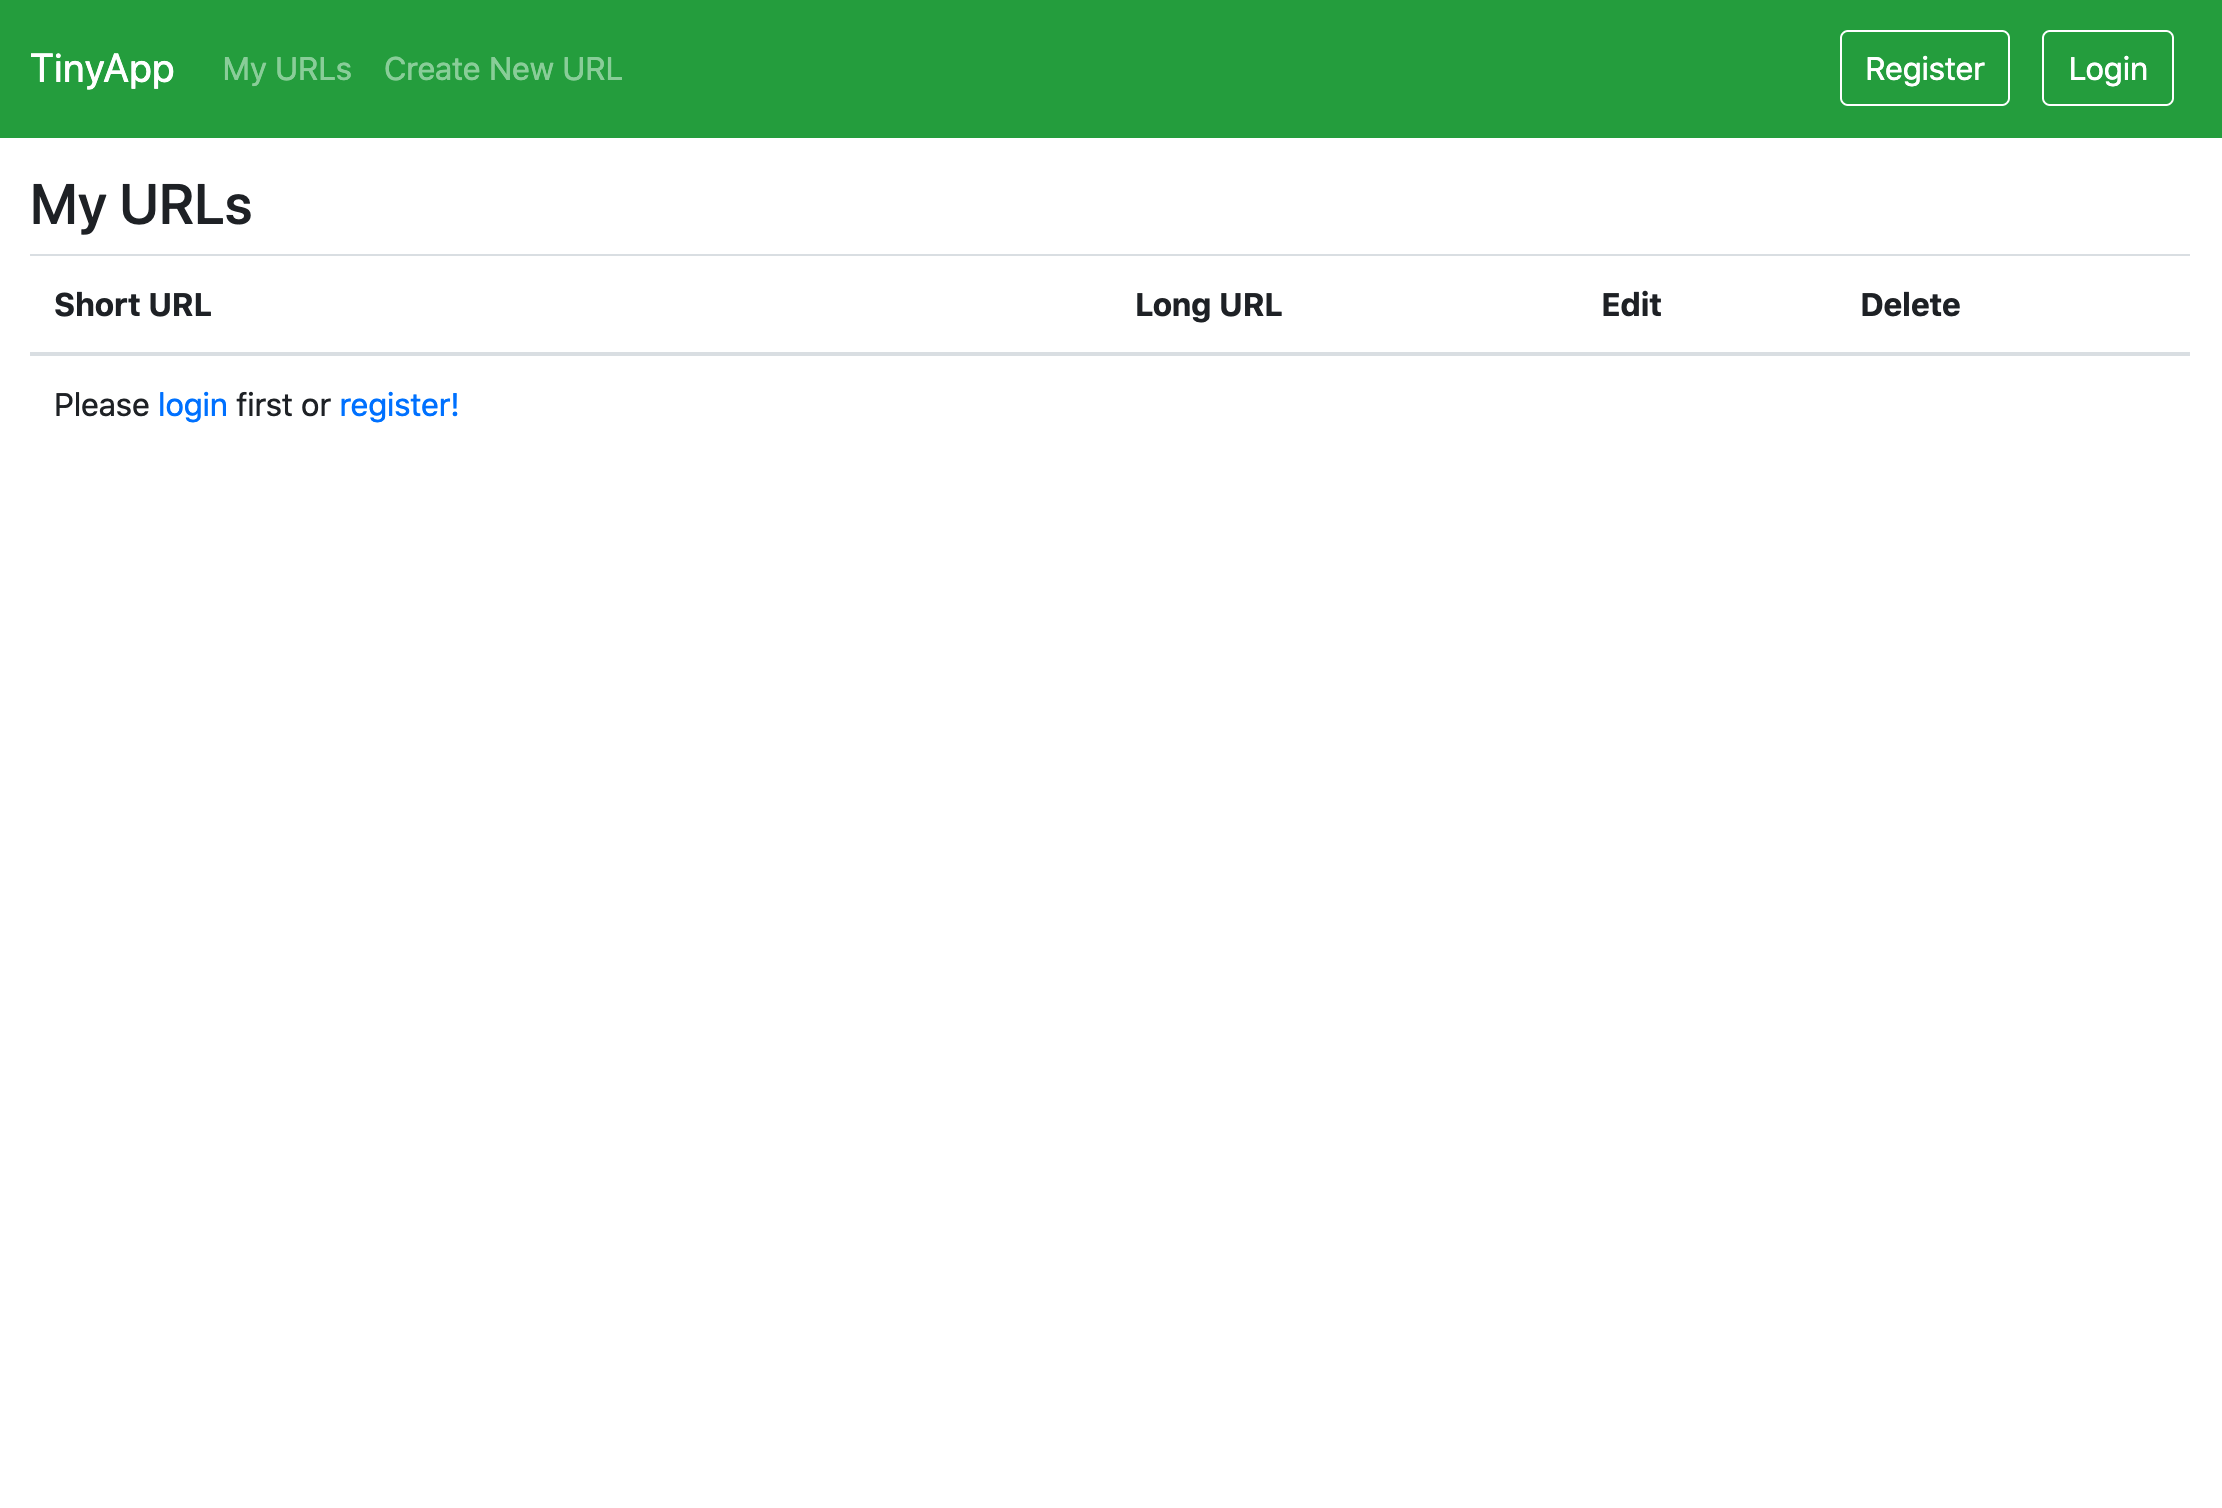 TinyApp My URLs Create New URL Register Login
My URLs
Short URL Long URL Edit Delete
Please login first or register!